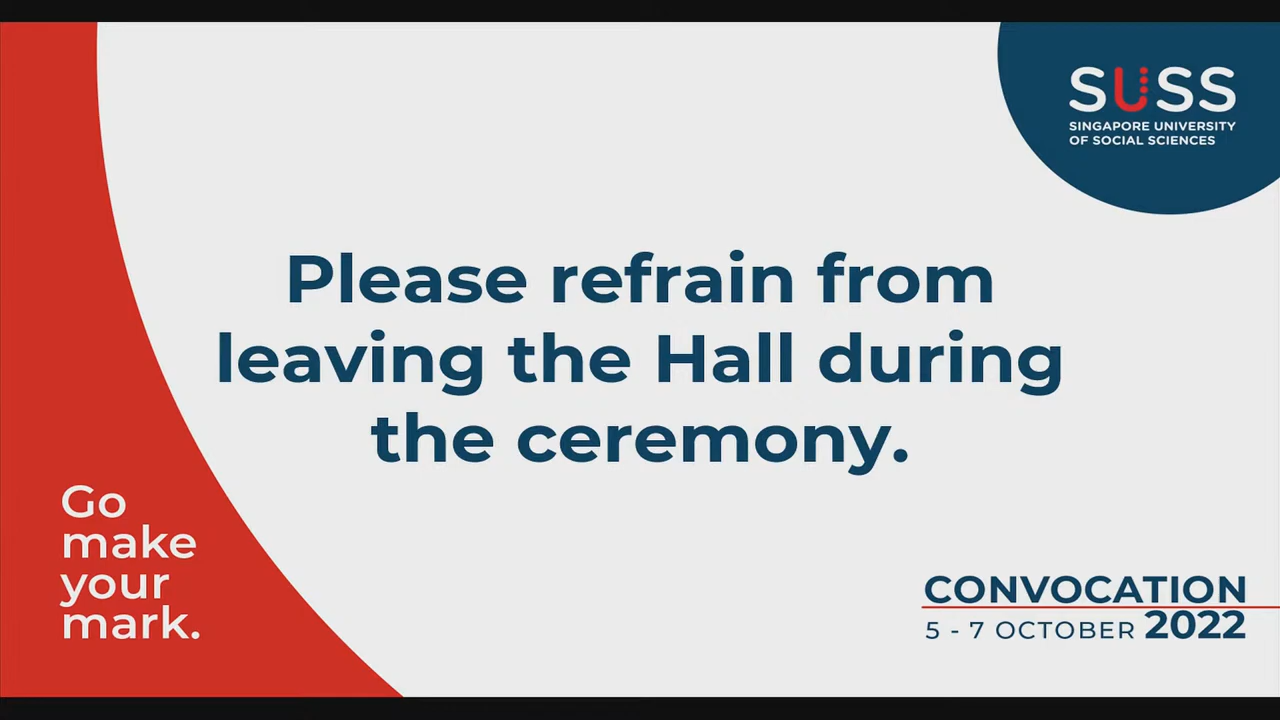 SUSS
SINGAPORE UNIVERSITY
OF SOCIAL SCIENCES
Please refrain from
leaving the Hall during
the ceremony.
Go
make
your
mark.
CONVOCATION
5 - 7 OCTOBER 2022